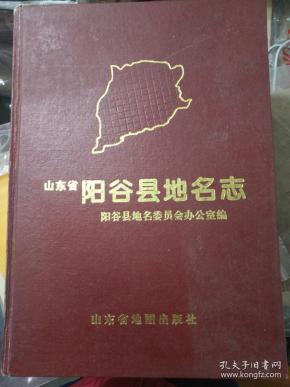 山东省 阳谷县地名志
阳谷县地名委员会办公室编
山东省地图出版社
孔夫子旧书网